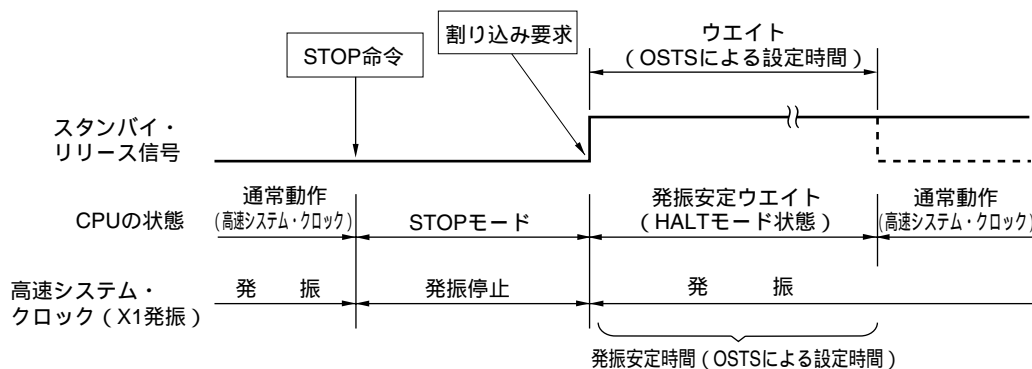 ウエイト
(OSTSによる設定時間)
割り込み要求
STOP命令
スタンバイ・
リリース信号
CPUの状態
通常動作
(高速システム・クロック)
STOPモード
発振安定ウエイト
(HALTモード状態)
通常動作
(高速システム・クロック)
高速システム・
クロック(X1発振)
発　振
発振停止
発　振
発振安定時間(OSTSによる設定時間)